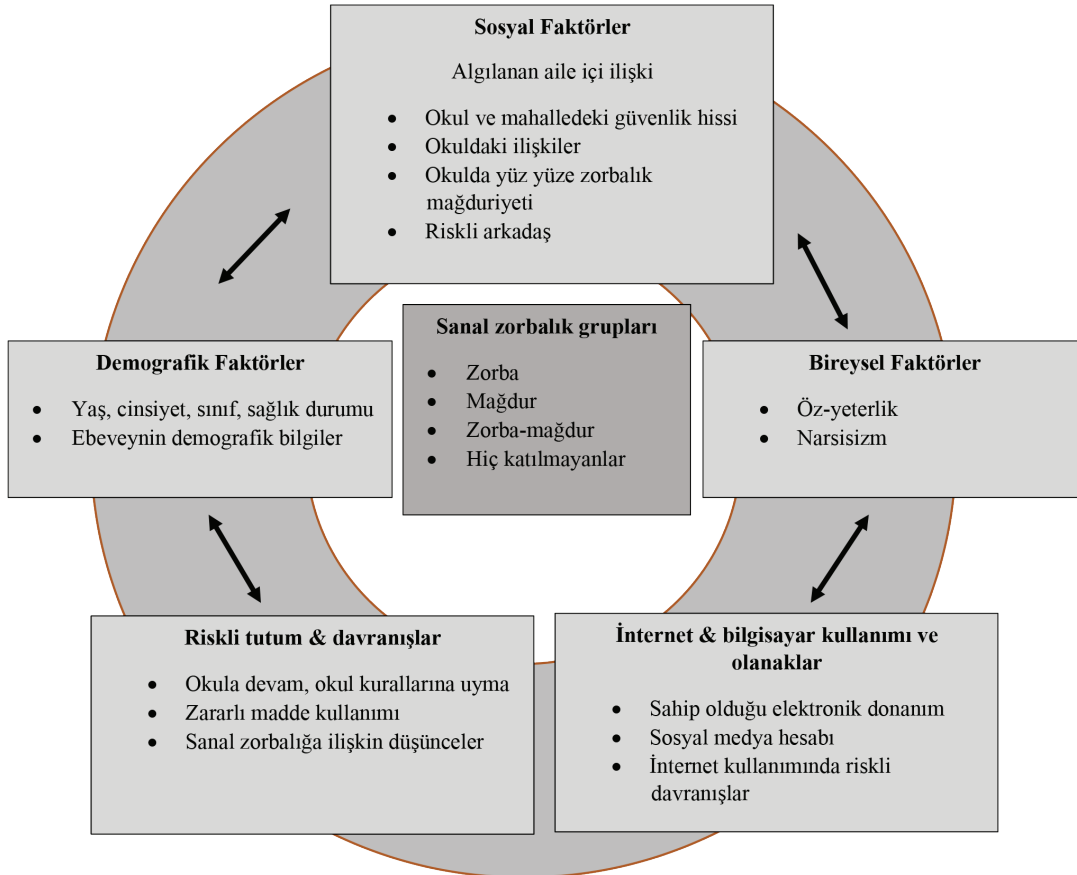 Sosyal Faktörler
Algılanan aile içi ilişki
• Okul ve mahalledeki güvenlik hissi
• Okuldaki ilişkiler
• Okulda yüz yüze zorbalık
mağduriyeti
• Riskli arkadaş
Demografik Faktörler
• Yaş, cinsiyet, sınıf, sağlık durumu
• Ebeveynin demografik bilgiler
Sanal zorbalık grupları
• Zorba
• Mağdur
• Zorba-mağdur
• Hiç katılmayanlar
Bireysel Faktörler
• Öz-yeterlik
• Narsisizm
Riskli tutum & davranışlar
• Okula devam, okul kurallarına uyma
• Zararlı madde kullanımı
• Sanal zorbalığa ilişkin düşünceler
İnternet & bilgisayar kullanımı ve
olanaklar
• Sahip olduğu elektronik donanım
• Sosyal medya hesabı
• İnternet kullanımında riskli
davranışlar